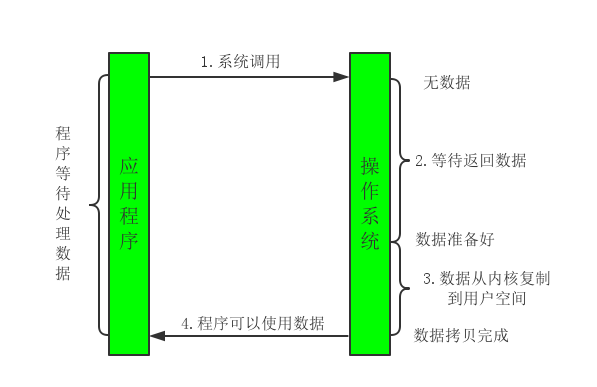 1.系统调用
无数据
程序等待处理数据
应用程序
操作系统
2.等待返回数据
数据准备好
3.数据从内核复制
到用户空间
4.程序可以使用数据
数据拷贝完成